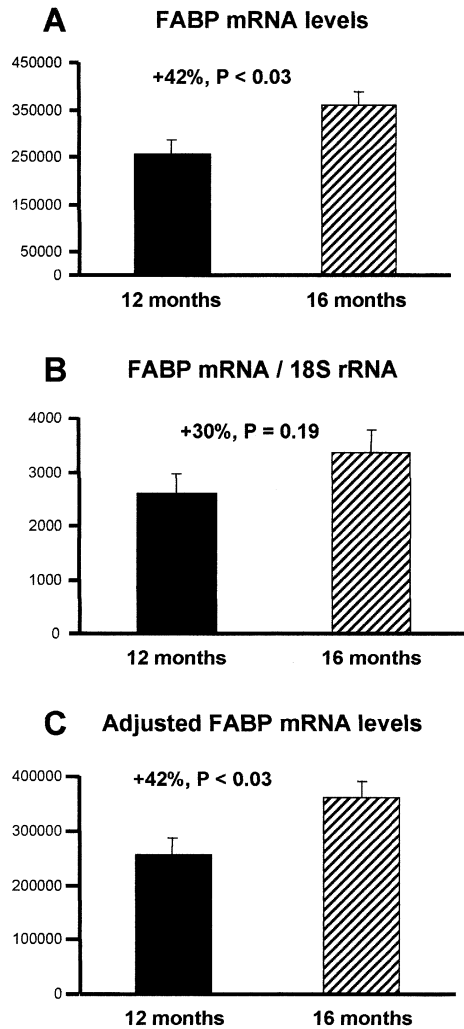 A FABP mRNA levels
450000
+42%, P < 0.03
350000
250000
150000
50000
0
12 months 16 months
B FABP mRNA / 18S rRNA
4000
+30%, P = 0.19
3000
2000
1000
0
12 months 16 months
C Adjusted FABP mRNA levels
400000
+42%, P < 0.03
300000
200000
100000
0
12 months 16 months